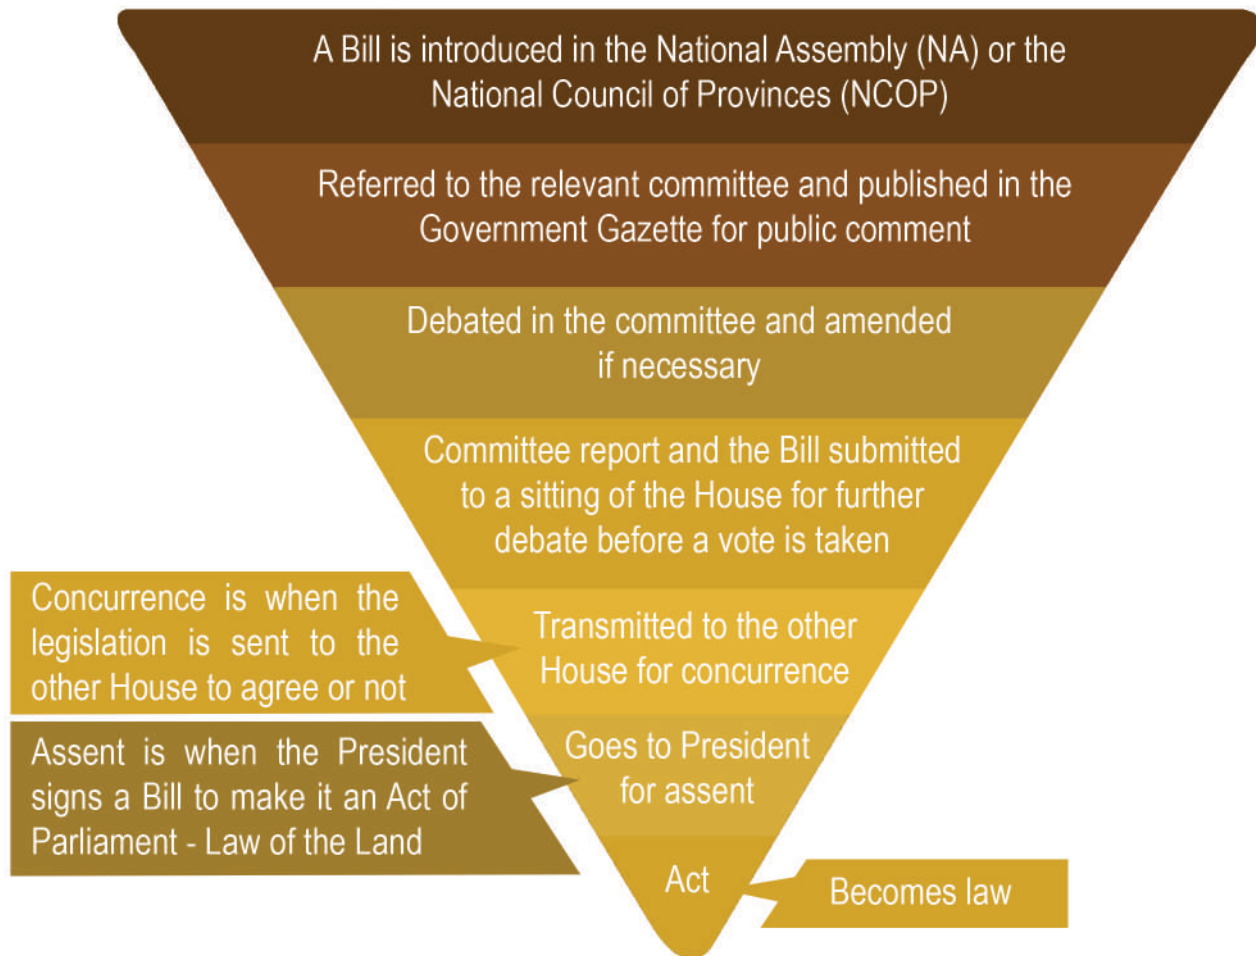 A Bill is introduced in the National Assembly (NA) or the
National Council of Provinces (NCOP)
Referred to the relevant committee and published in the
Government Gazette for public comment
Debated in the committee and amended
if necessary
Committee report and the Bill submitted
to a sitting of the House for further
debate before a vote is taken
Concurrence is when the
legislation is sent to the
other House to agree or not
Transmitted to the other
House for concurrence
Assent is when the President
signs a Bill to make it an Act of
Parliament - Law of the Land
Goes to President
for assent
Act
Becomes law